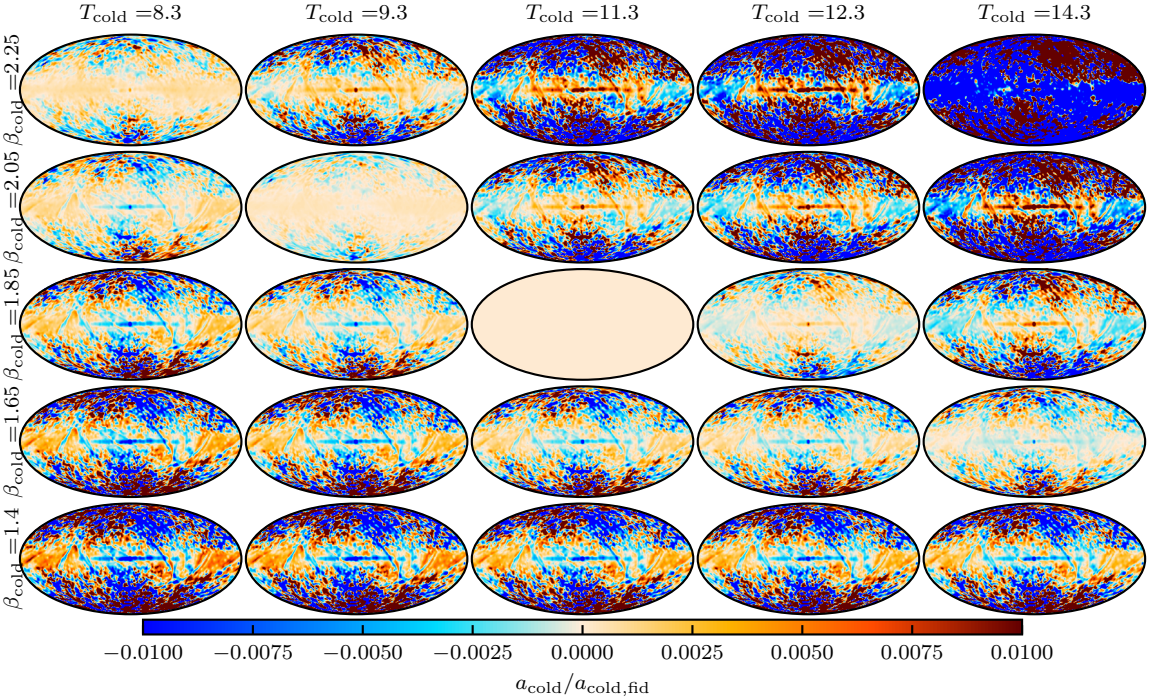 T_cold =8.3 T_cold =9.3 T_cold =11.3 T_cold =12.3 T_cold =14.3
β_cold =2.25
β_cold =2.05
β_cold =1.85
β_cold =1.65
β_cold =1.4
−0.0100 −0.0075 −0.0050 −0.0025 0.0000 0.0025 0.0050 0.0075 0.0100
a_cold/a_cold,fid